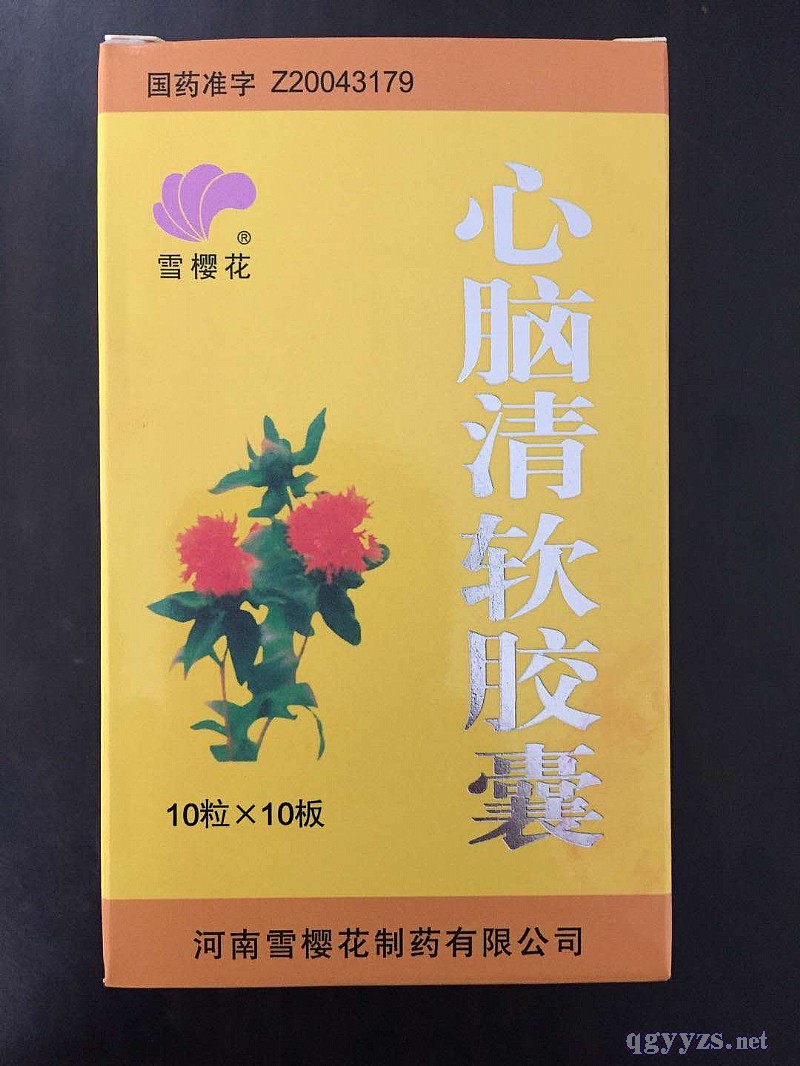 国药准字 Z20043179
®
雪樱花
心脑清软胶囊
10粒×10板
河南雪樱花制药有限公司
qgyyzs.net